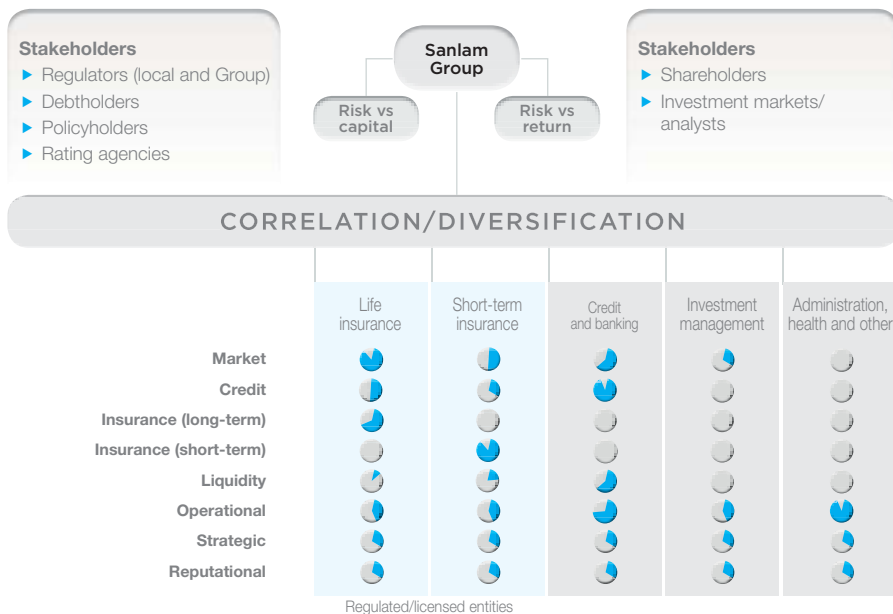 Stakeholders
Regulators (local and Group)
Debtholders
Policyholders
Rating agencies
Sanlam
Group
Risk vs
capital
Risk vs
return
Stakeholders
Shareholders
Investment markets/
analysts
CORRELATION/DIVERSIFICATION
Life
insurance
Short-term
insurance
Credit
and banking
Investment
management
Administration,
health and other
Market
Credit
Insurance (long-term)
Insurance (short-term)
Liquidity
Operational
Strategic
Reputational
Regulated/licensed entities